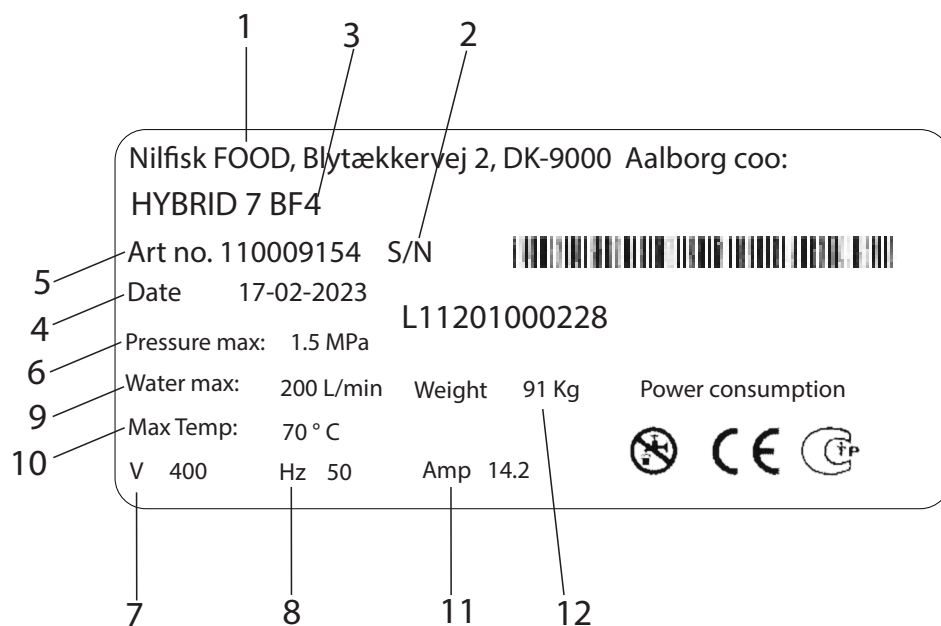 1
3
2
Nilfisk FOOD, Blytækkervej 2, DK-9000 Aalborg coo:
HYBRID 7 BF4
Art no. 110009154 S/N
5
Date 17-02-2023
4
L11201000228
6
Pressure max: 1.5 MPa
9
Water max: 200 L/min Weight 91 Kg Power consumption
10
Max Temp: 70 ° C
CE
V 400 Hz 50 Amp 14.2
7
8
11
12